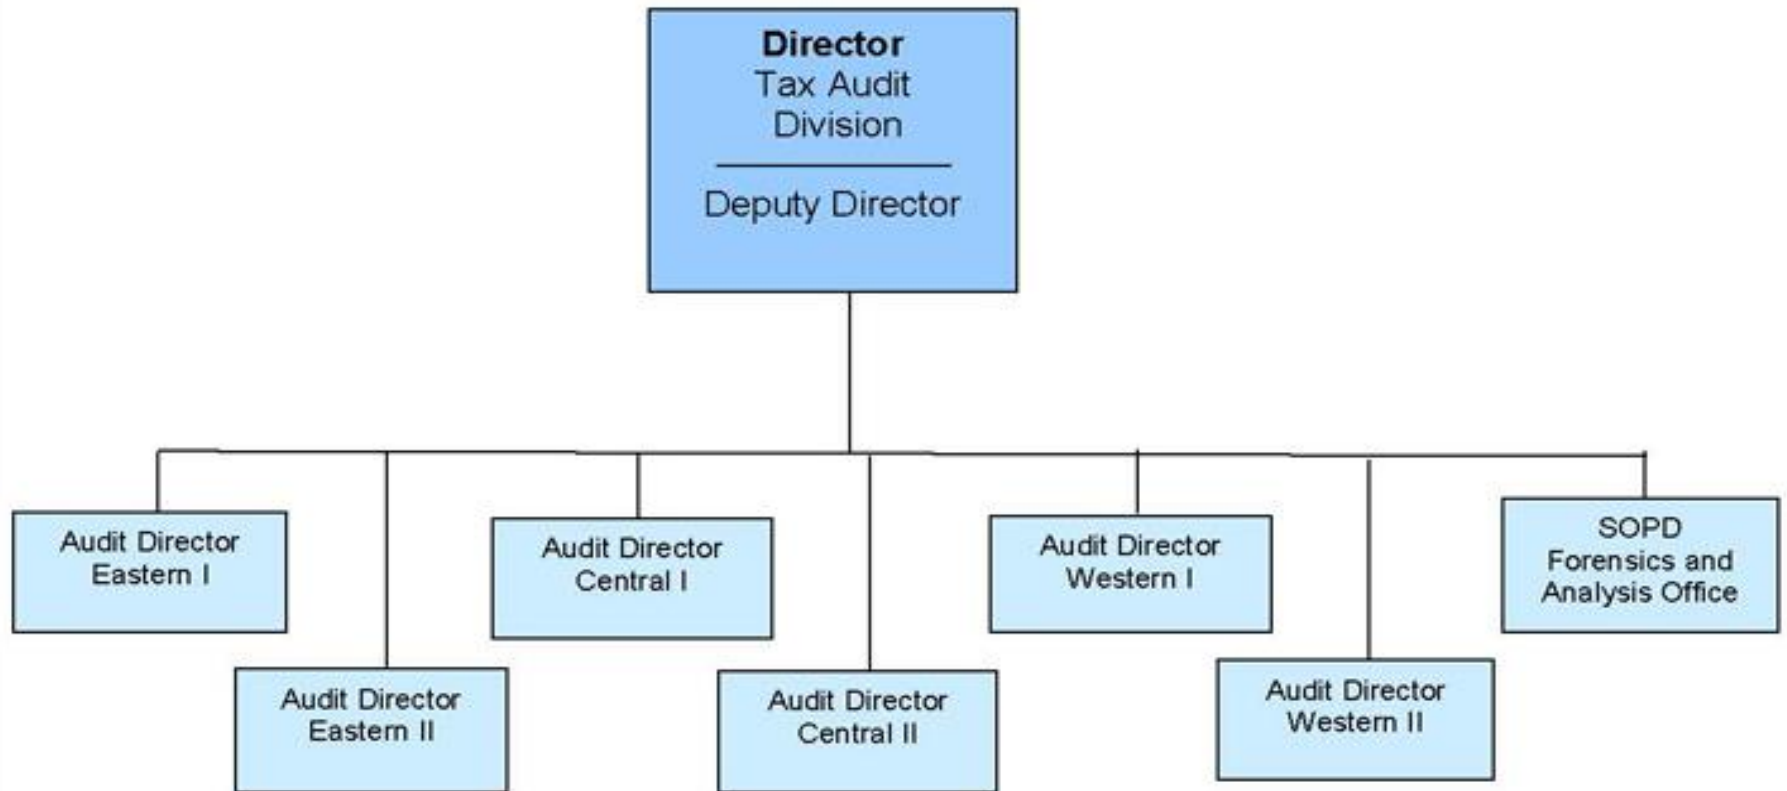 Director
Tax Audit
Division
Deputy Director
Audit Director
Eastern I
Audit Director
Central I
Audit Director
Western I
SOPD
Forensics and
Analysis Office
Audit Director
Eastern II
Audit Director
Central II
Audit Director
Western II